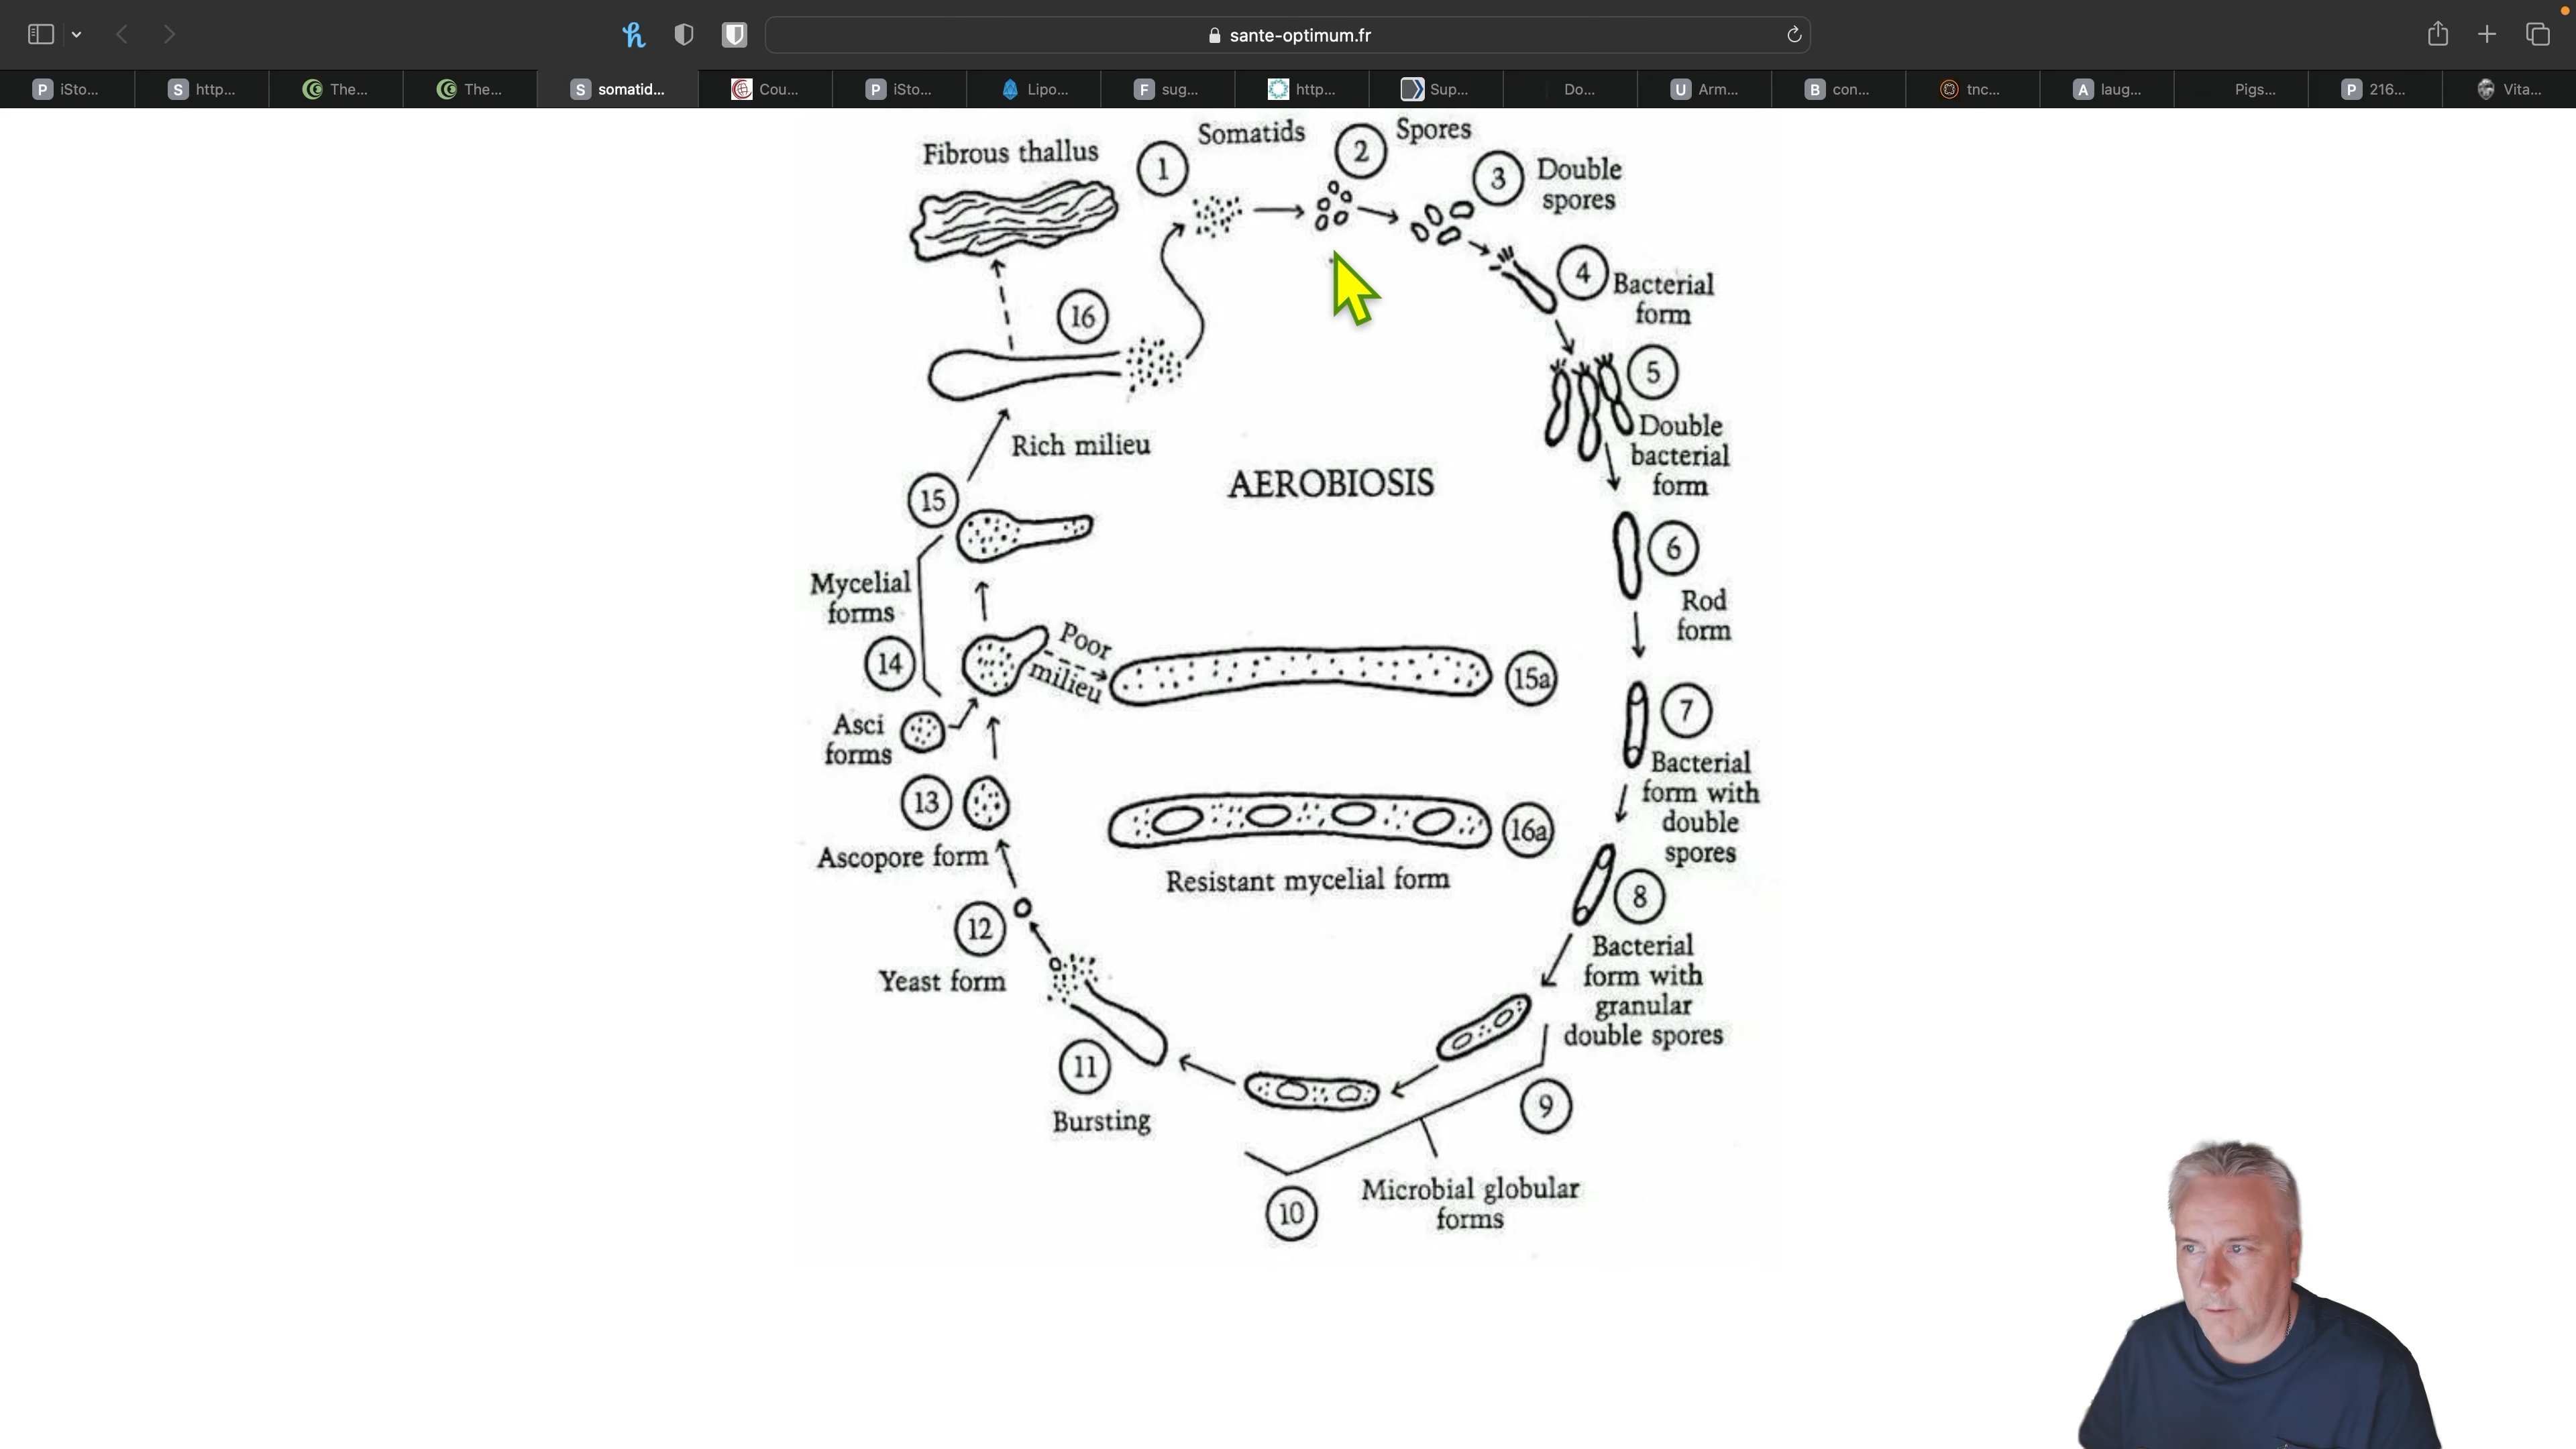 sante-optimum.fr
P iSto...
S http...
The...
The...
S somatid...
Cou...
P iSto...
Lipo...
F sug...
http...
Sup...
Do...
U Arm...
B con...
tnc...
A laug...
Pigs...
P 216...
Vita...
Fibrous thallus
1
Somatids
2
Spores
3
Double
spores
4
Bacterial
form
5
Double
bacterial
form
6
Rod
form
7
Bacterial
form with
double
spores
8
Bacterial
form with
granular
double spores
9
Microbial globular
forms
10
11
Bursting
12
Yeast form
13
Ascopore form
Asci
forms
14
Mycelial
forms
15
Rich milieu
16
AEROBIOSIS
Poor
milieu
15a
16a
Resistant mycelial form